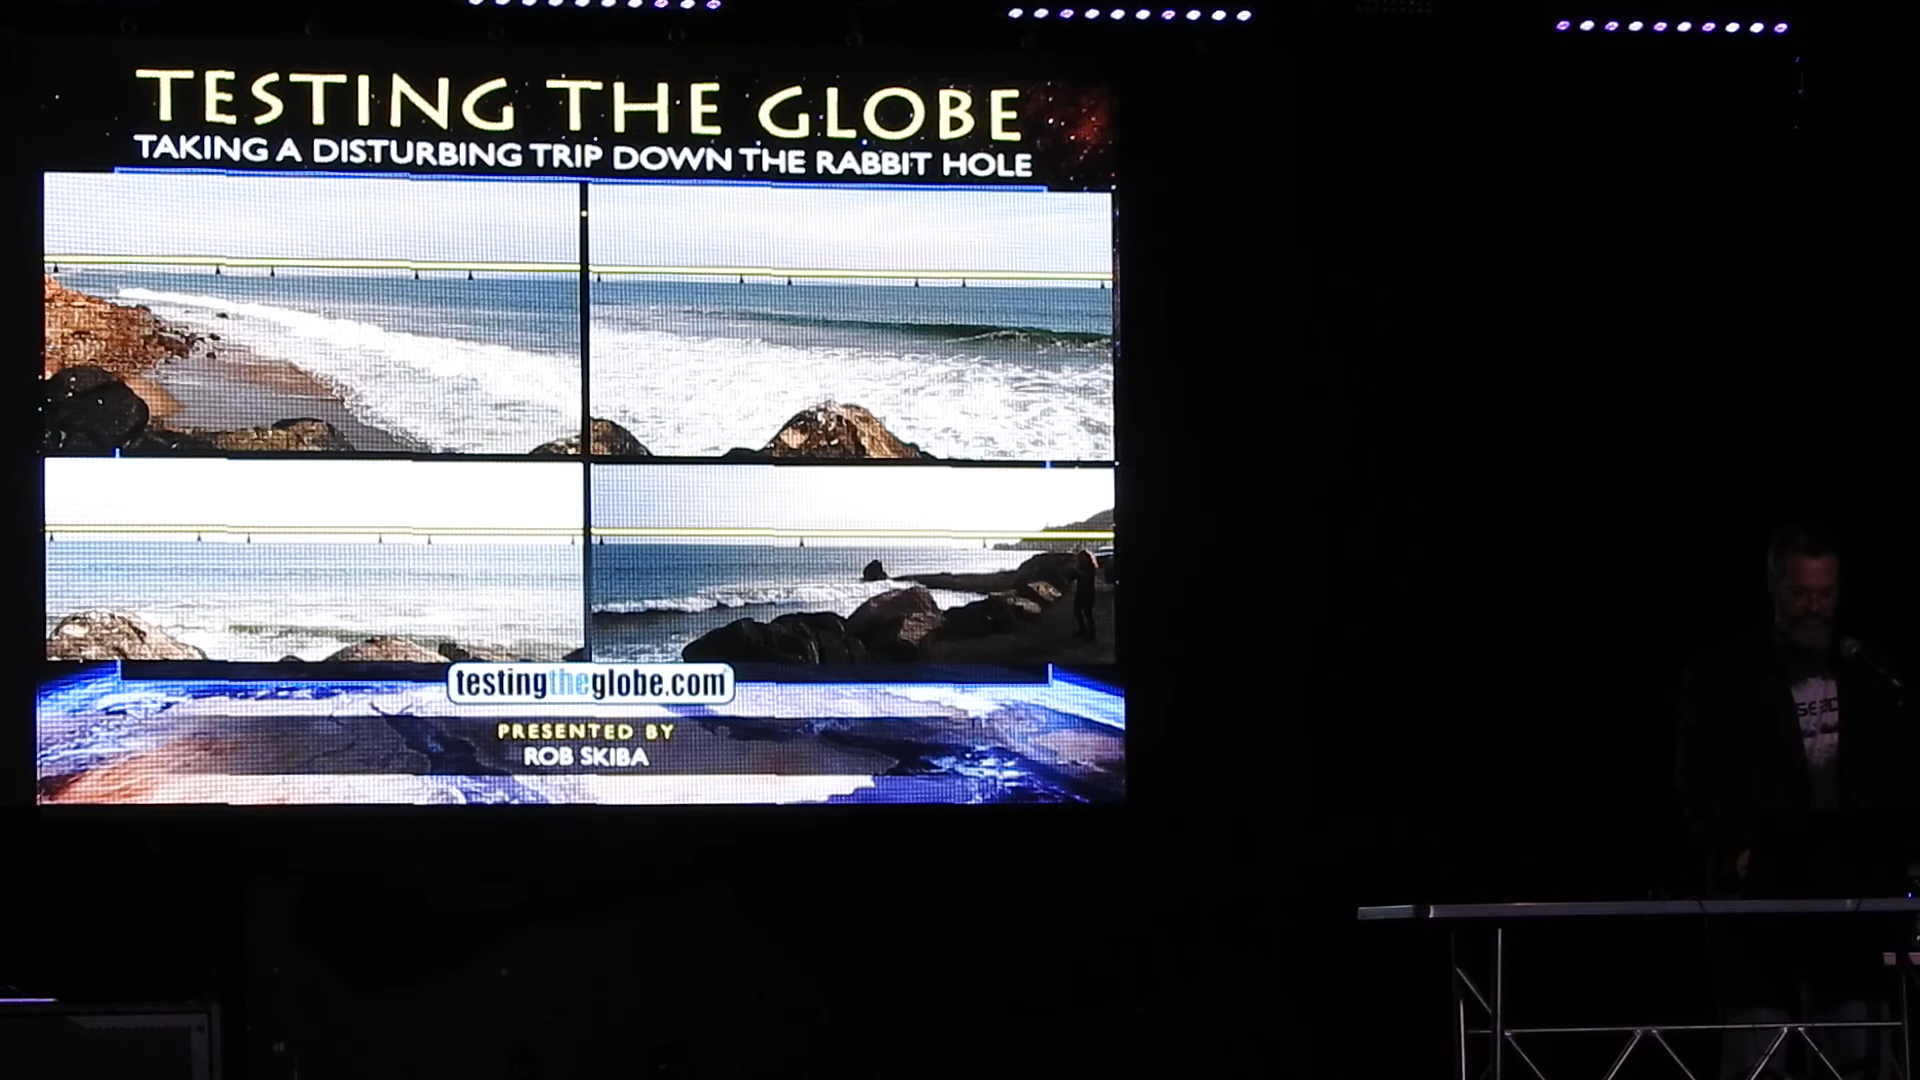 TESTING THE GLOBE
TAKING A DISTURBING TRIP DOWN THE RABBIT HOLE
testingtheglobe.com
PRESENTED BY
ROB SKIBA